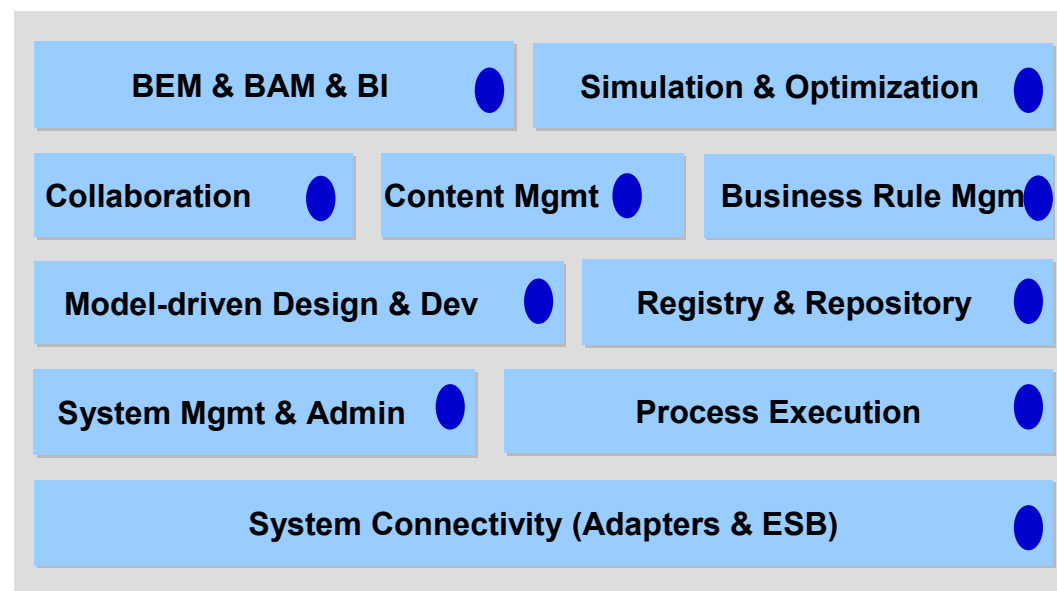 BEM & BAM & BI
Simulation & Optimization
Collaboration
Content Mgmt
Business Rule Mgm
Model-driven Design & Dev
Registry & Repository
System Mgmt & Admin
Process Execution
System Connectivity (Adapters & ESB)